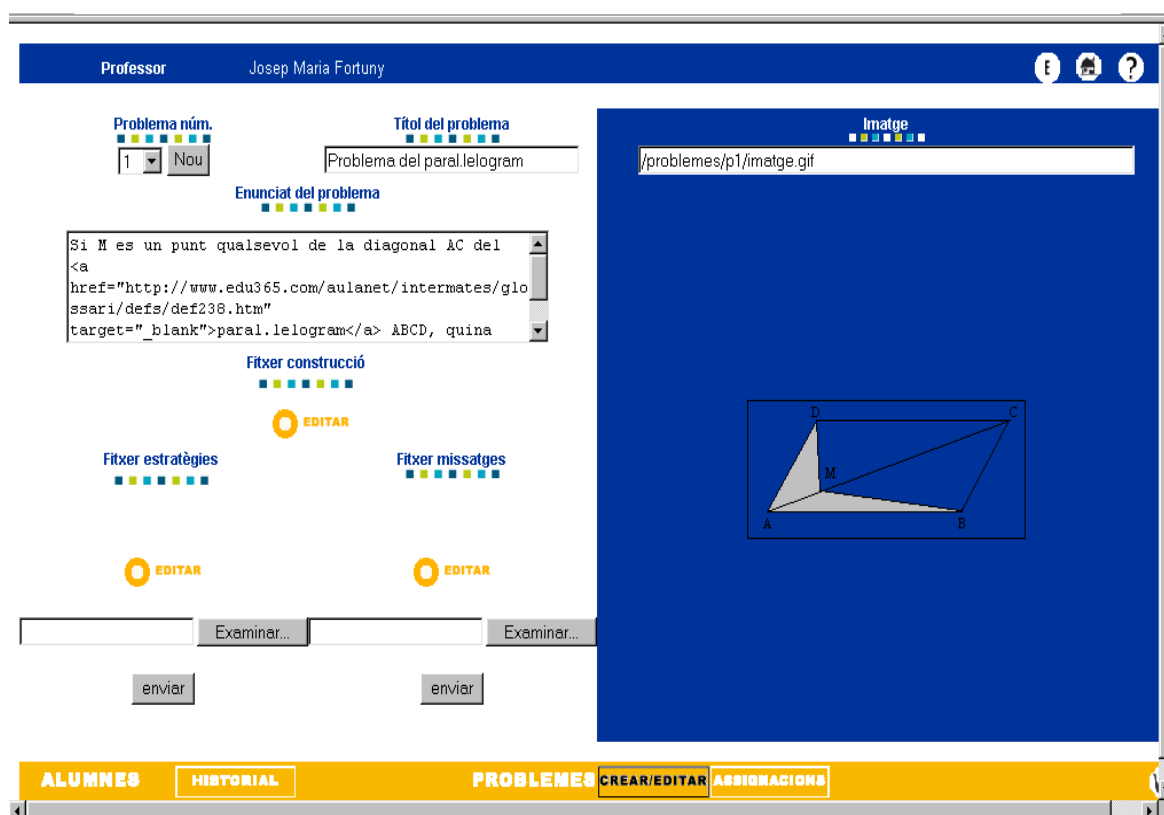 Professor Josep Maria Fortuny E ?
Problema núm. Títol del problema Imatge
1 Nou Problema del paral.lelogram /problemes/p1/imatge.gif
Enunciat del problema
Si M es un punt qualsevol de la diagonal AC del
<a
href="http://www.edu365.com/aulanet/intermates/glo
ssari/defs/def238.htm"
target="_blank">paral.lelogram</a> ABCD, quina
Fitxer construcció
EDITAR
Fitxer estratègies Fitxer missatges
D C
M
A B
EDITAR EDITAR
Examinar... Examinar...
enviar enviar
ALUMNES HISTORIAL PROBLEMES CREAR/EDITAR ASSIGNACIONS